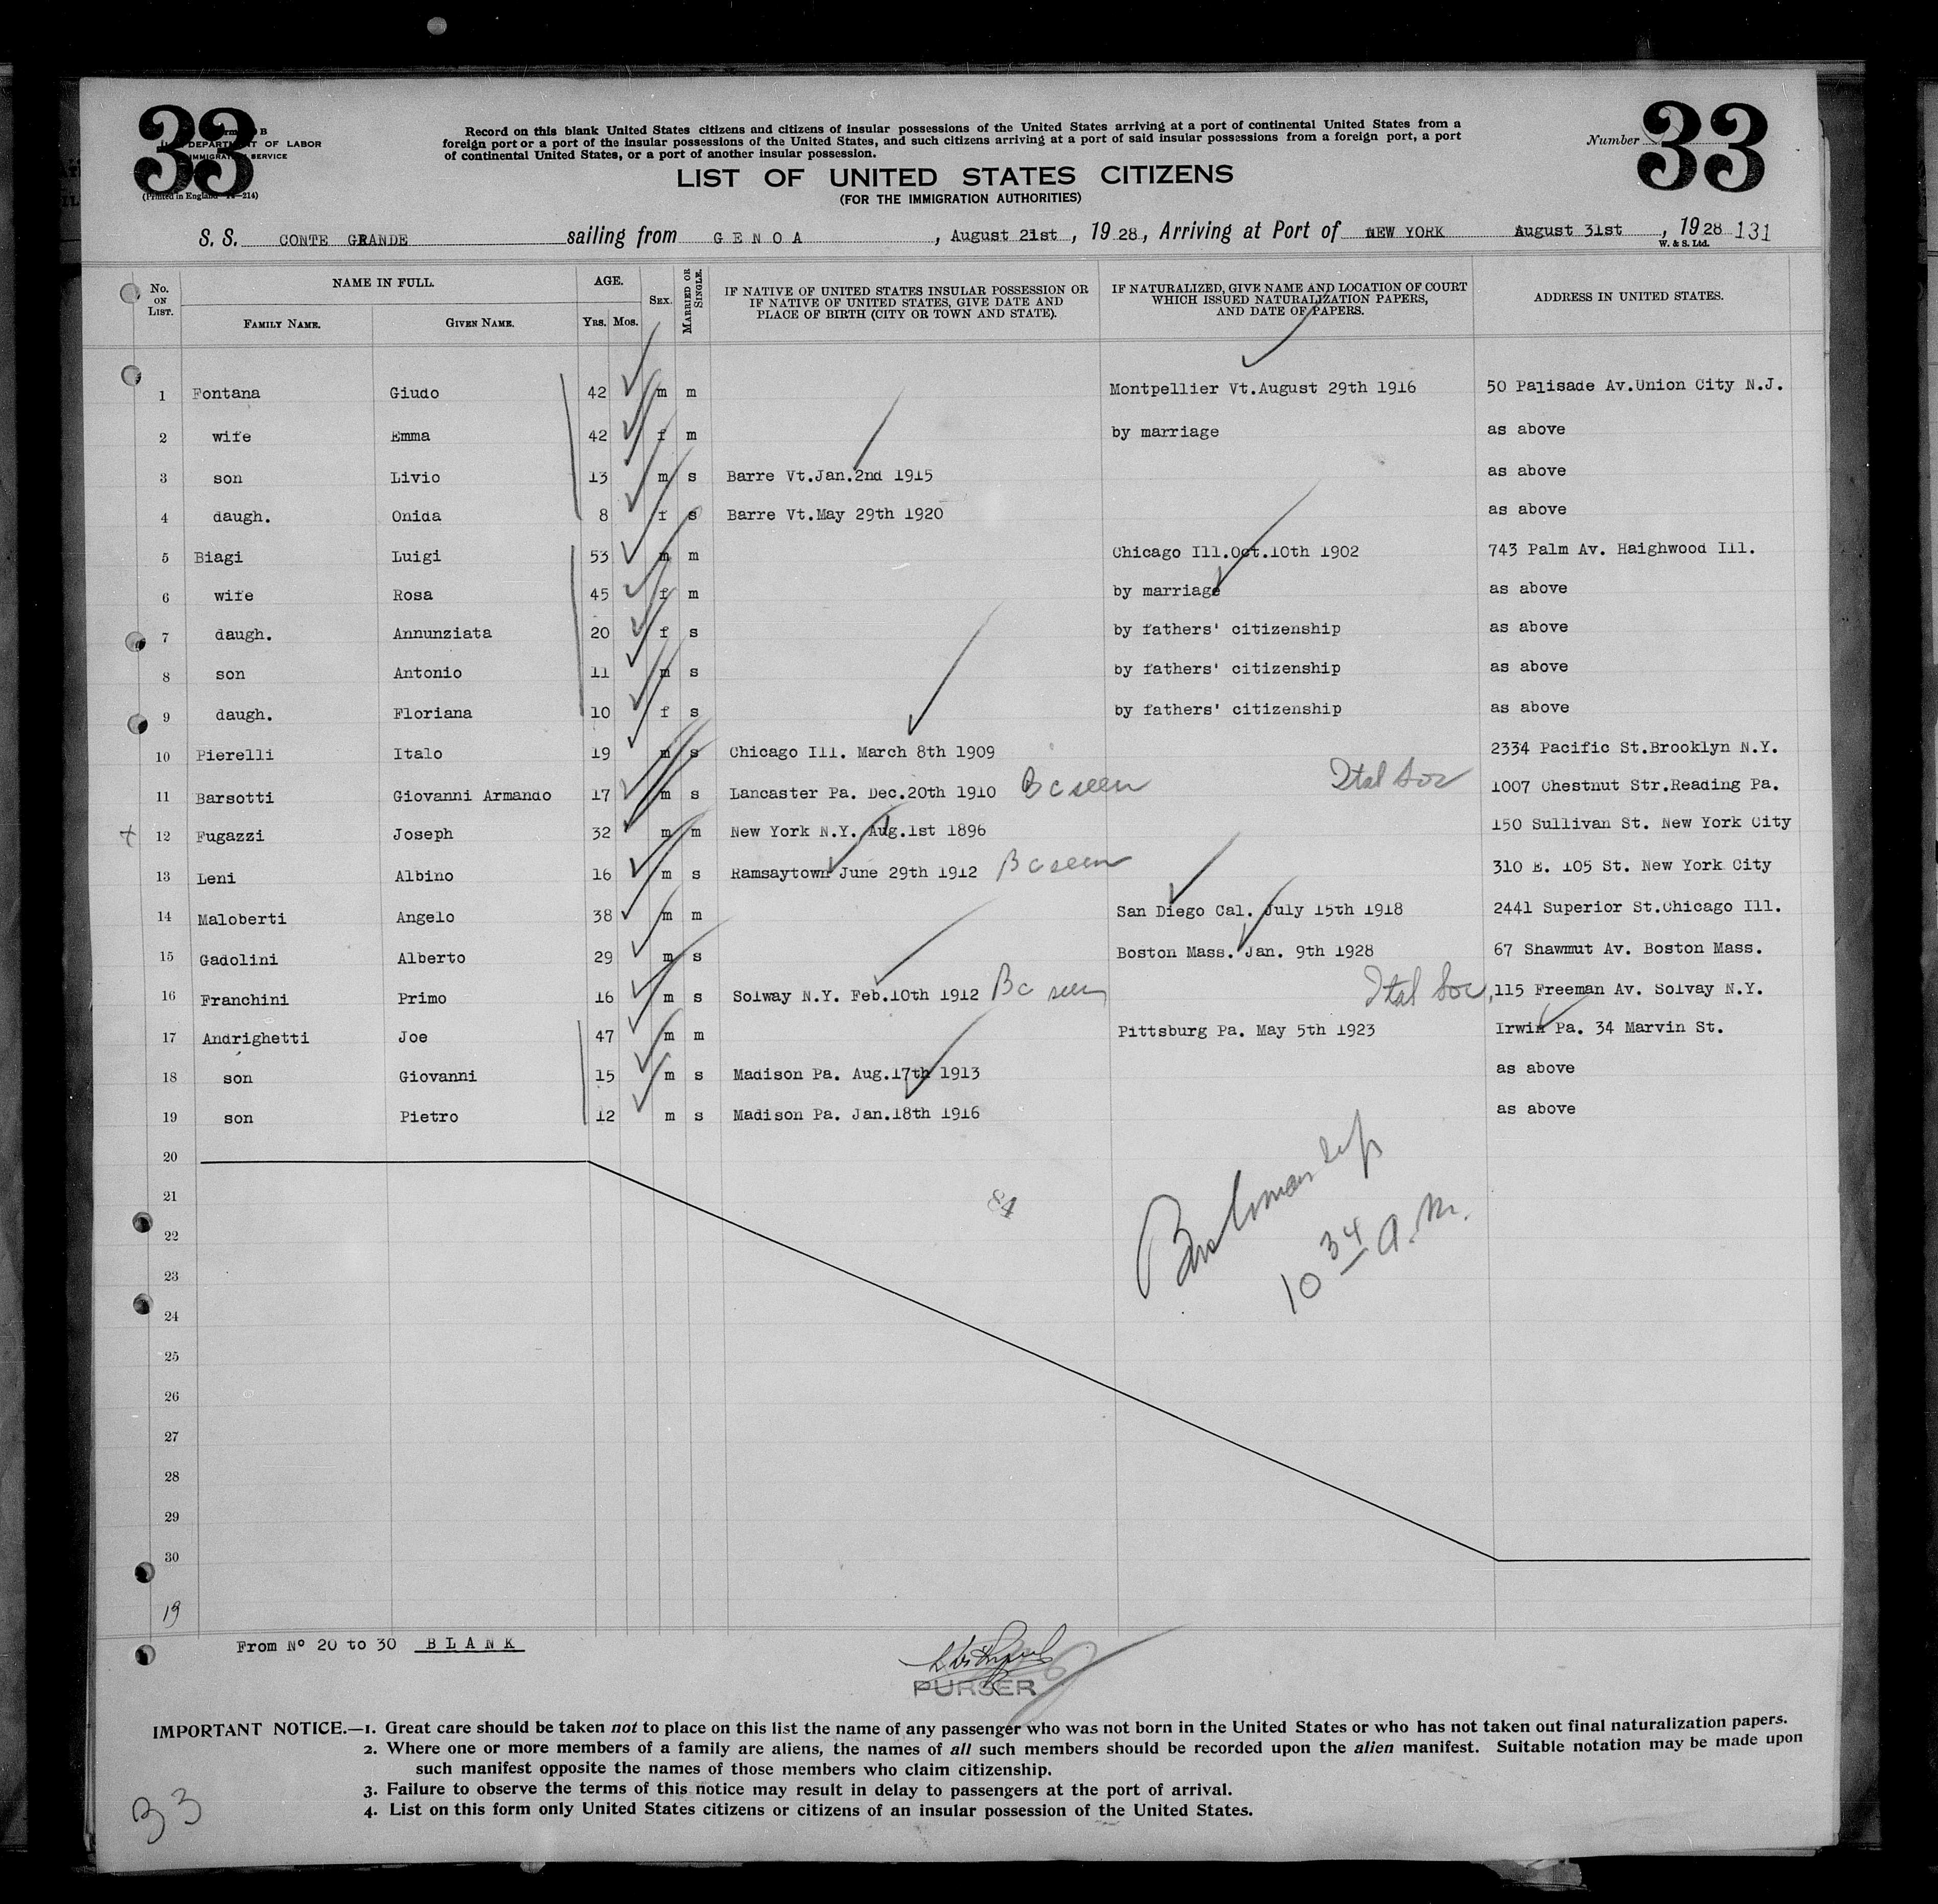 33
33
Form 630 B
U.S. DEPARTMENT OF LABOR
IMMIGRATION SERVICE
(Printed in England 14—214)
Number
Record on this blank United States citizens and citizens of insular possessions of the United States arriving at a port of continental United States from a
foreign port or a port of the insular possessions of the United States, and such citizens arriving at a port of said insular possessions from a foreign port, a port
of continental United States, or a port of another insular possession.
LIST OF UNITED STATES CITIZENS
(FOR THE IMMIGRATION AUTHORITIES)
S. S. CONTE GRANDE sailing from G E N O A , August 21st , 19 28, Arriving at Port of NEW YORK August 31st , 19 28 131
W. & S. Ltd.
No. ON LIST. NAME IN FULL. AGE. SEX. MARRIED OR SINGLE. IF NATIVE OF UNITED STATES INSULAR POSSESSION OR IF NATIVE OF UNITED STATES, GIVE DATE AND PLACE OF BIRTH (CITY OR TOWN AND STATE). IF NATURALIZED, GIVE NAME AND LOCATION OF COURT WHICH ISSUED NATURALIZATION PAPERS, AND DATE OF PAPERS. ADDRESS IN UNITED STATES.
FAMILY NAME. GIVEN NAME. Yrs. Mos.
1 Fontana Giudo 42 m m Montpellier Vt.August 29th 1916 50 Palisade Av.Union City N.J.
2 wife Emma 42 f m by marriage as above
3 son Livio 13 m s Barre Vt.Jan.2nd 1915 as above
4 daugh. Onida 8 f s Barre Vt.May 29th 1920 as above
5 Biagi Luigi 53 m m Chicago Ill.Oct.10th 1902 743 Palm Av. Haighwood Ill.
6 wife Rosa 45 f m by marriage as above
7 daugh. Annunziata 20 f s by fathers' citizenship as above
8 son Antonio 11 m s by fathers' citizenship as above
9 daugh. Floriana 10 f s by fathers' citizenship as above
10 Pierelli Italo 19 m s Chicago Ill. March 8th 1909 2334 Pacific St.Brooklyn N.Y.
11 Barsotti Giovanni Armando 17 m s Lancaster Pa. Dec.20th 1910 Bc seen Ital Soc 1007 Chestnut Str.Reading Pa.
12 Fugazzi Joseph 32 m m New York N.Y. Aug.1st 1896 150 Sullivan St. New York City
13 Leni Albino 16 m s Ramsaytown June 29th 1912 Bc seen 310 E. 105 St. New York City
14 Maloberti Angelo 38 m m San Diego Cal. July 15th 1918 2441 Superior St.Chicago Ill.
15 Gadolini Alberto 29 m s Boston Mass. Jan. 9th 1928 67 Shawmut Av. Boston Mass.
16 Franchini Primo 16 m s Solway N.Y. Feb.10th 1912 Bc seen Ital Soc, 115 Freeman Av. Solvay N.Y.
17 Andrighetti Joe 47 m m Pittsburg Pa. May 5th 1923 Irwin Pa. 34 Marvin St.
18 son Giovanni 15 m s Madison Pa. Aug.17th 1913 as above
19 son Pietro 12 m s Madison Pa. Jan.18th 1916 as above
20
21
84
22
10 34 A.M.
23
24
25
26
27
28
29
30
19
From Nº 20 to 30 B L A N K
PURSER
IMPORTANT NOTICE.—1. Great care should be taken not to place on this list the name of any passenger who was not born in the United States or who has not taken out final naturalization papers.
2. Where one or more members of a family are aliens, the names of all such members should be recorded upon the alien manifest. Suitable notation may be made upon
such manifest opposite the names of those members who claim citizenship.
3. Failure to observe the terms of this notice may result in delay to passengers at the port of arrival.
4. List on this form only United States citizens or citizens of an insular possession of the United States.
33